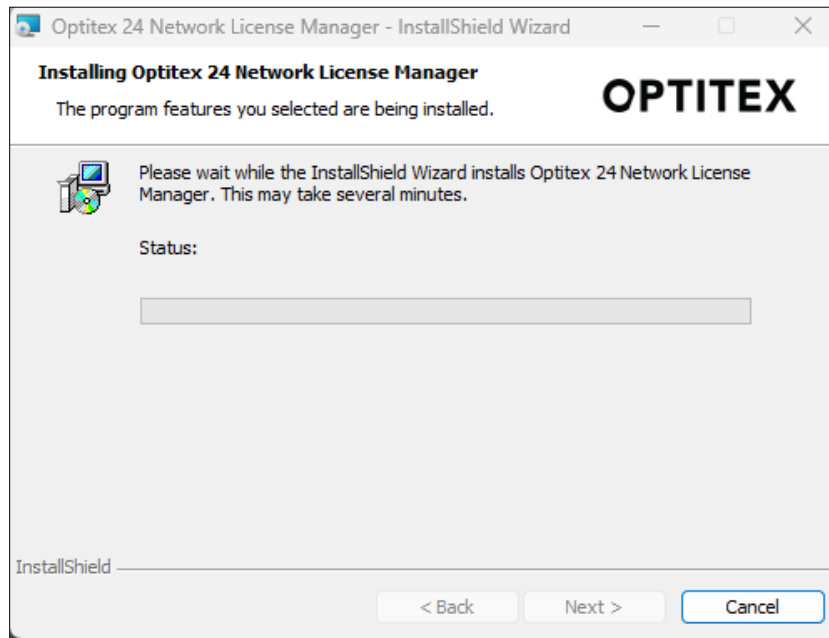 Optitex 24 Network License Manager - InstallShield Wizard
Installing Optitex 24 Network License Manager
The program features you selected are being installed.
OPTITEX
Please wait while the InstallShield Wizard installs Optitex 24 Network License
Manager. This may take several minutes.
Status:
InstallShield
< Back
Next >
Cancel